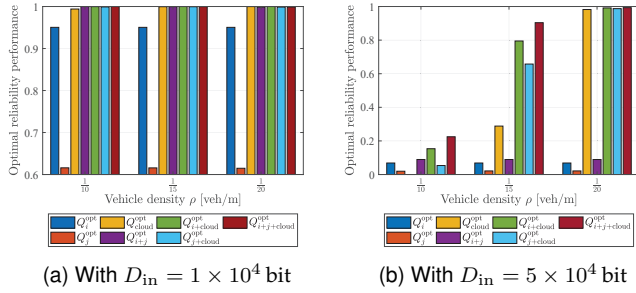 1
0.9
0.8
0.7
0.6
Optimal reliability performance
1/10
1/15
1/20
Vehicle density ρ [veh/m]
Q_i^opt Q_cloud^opt Q_{i+cloud}^opt Q_{i+j+cloud}^opt
Q_j^opt Q_{i+j}^opt Q_{j+cloud}^opt
(a) With D_in = 1 × 10^4 bit
1
0.8
0.6
0.4
0.2
0
Optimal reliability performance
1/10
1/15
1/20
Vehicle density ρ [veh/m]
Q_i^opt Q_cloud^opt Q_{i+cloud}^opt Q_{i+j+cloud}^opt
Q_j^opt Q_{i+j}^opt Q_{j+cloud}^opt
(b) With D_in = 5 × 10^4 bit